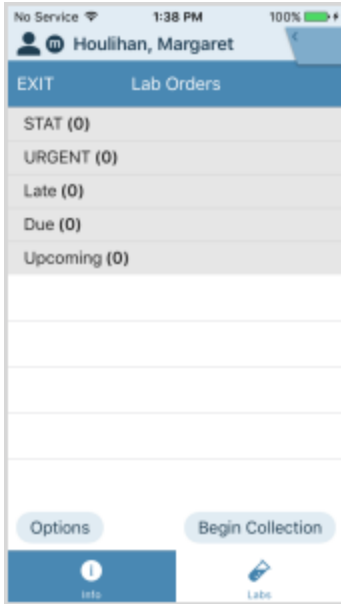 No Service 1:38 PM 100%
m Houlihan, Margaret
EXIT Lab Orders
STAT (0)
URGENT (0)
Late (0)
Due (0)
Upcoming (0)
Options Begin Collection
Info Labs